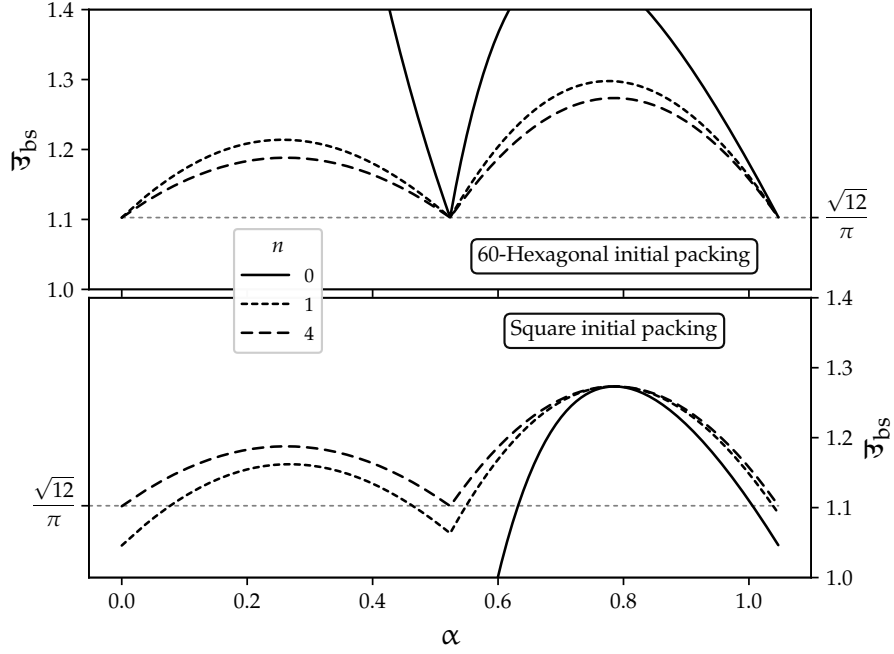 1.4
1.3
1.2
1.1
1.0
𝔙bs
√12
π
60-Hexagonal initial packing
n
0
1
4
Square initial packing
1.4
1.3
1.2
1.1
1.0
𝔙bs
√12
π
0.0 0.2 0.4 0.6 0.8 1.0
α